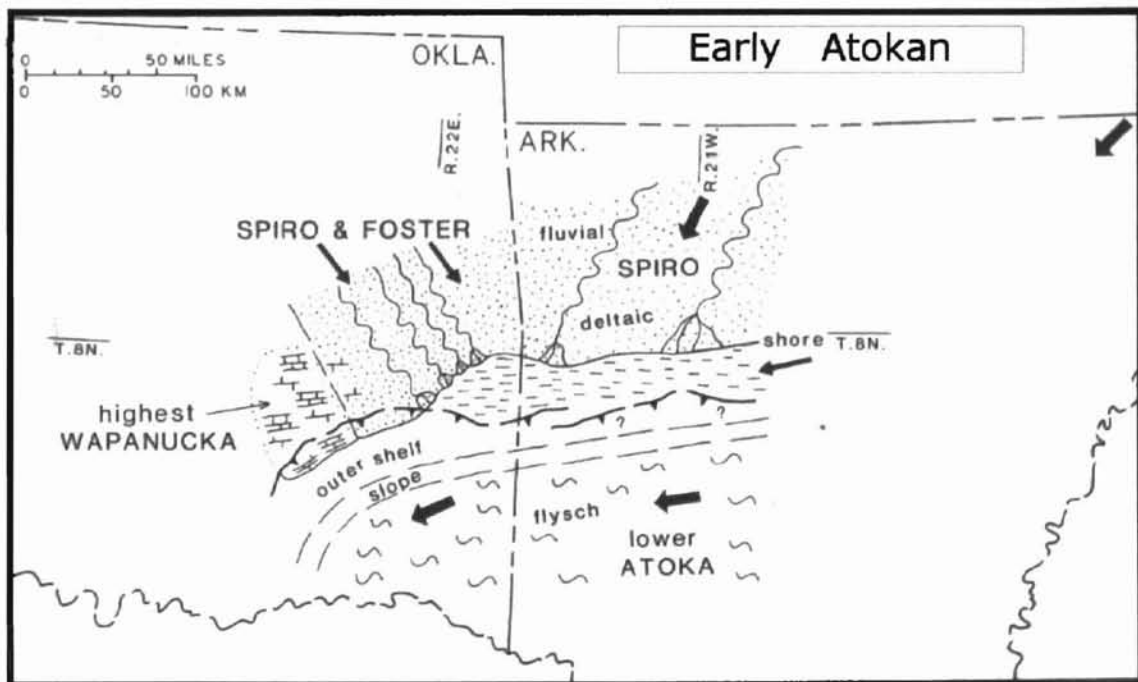 Early Atokan
0 50 MILES
0 50 100 KM
OKLA.
ARK.
R.22E.
R.21W.
SPIRO & FOSTER
fluvial
SPIRO
deltaic
shore
T.8N.
T.8N.
highest
WAPANUCKA
?
?
outer shelf
slope
flysch
lower
ATOKA